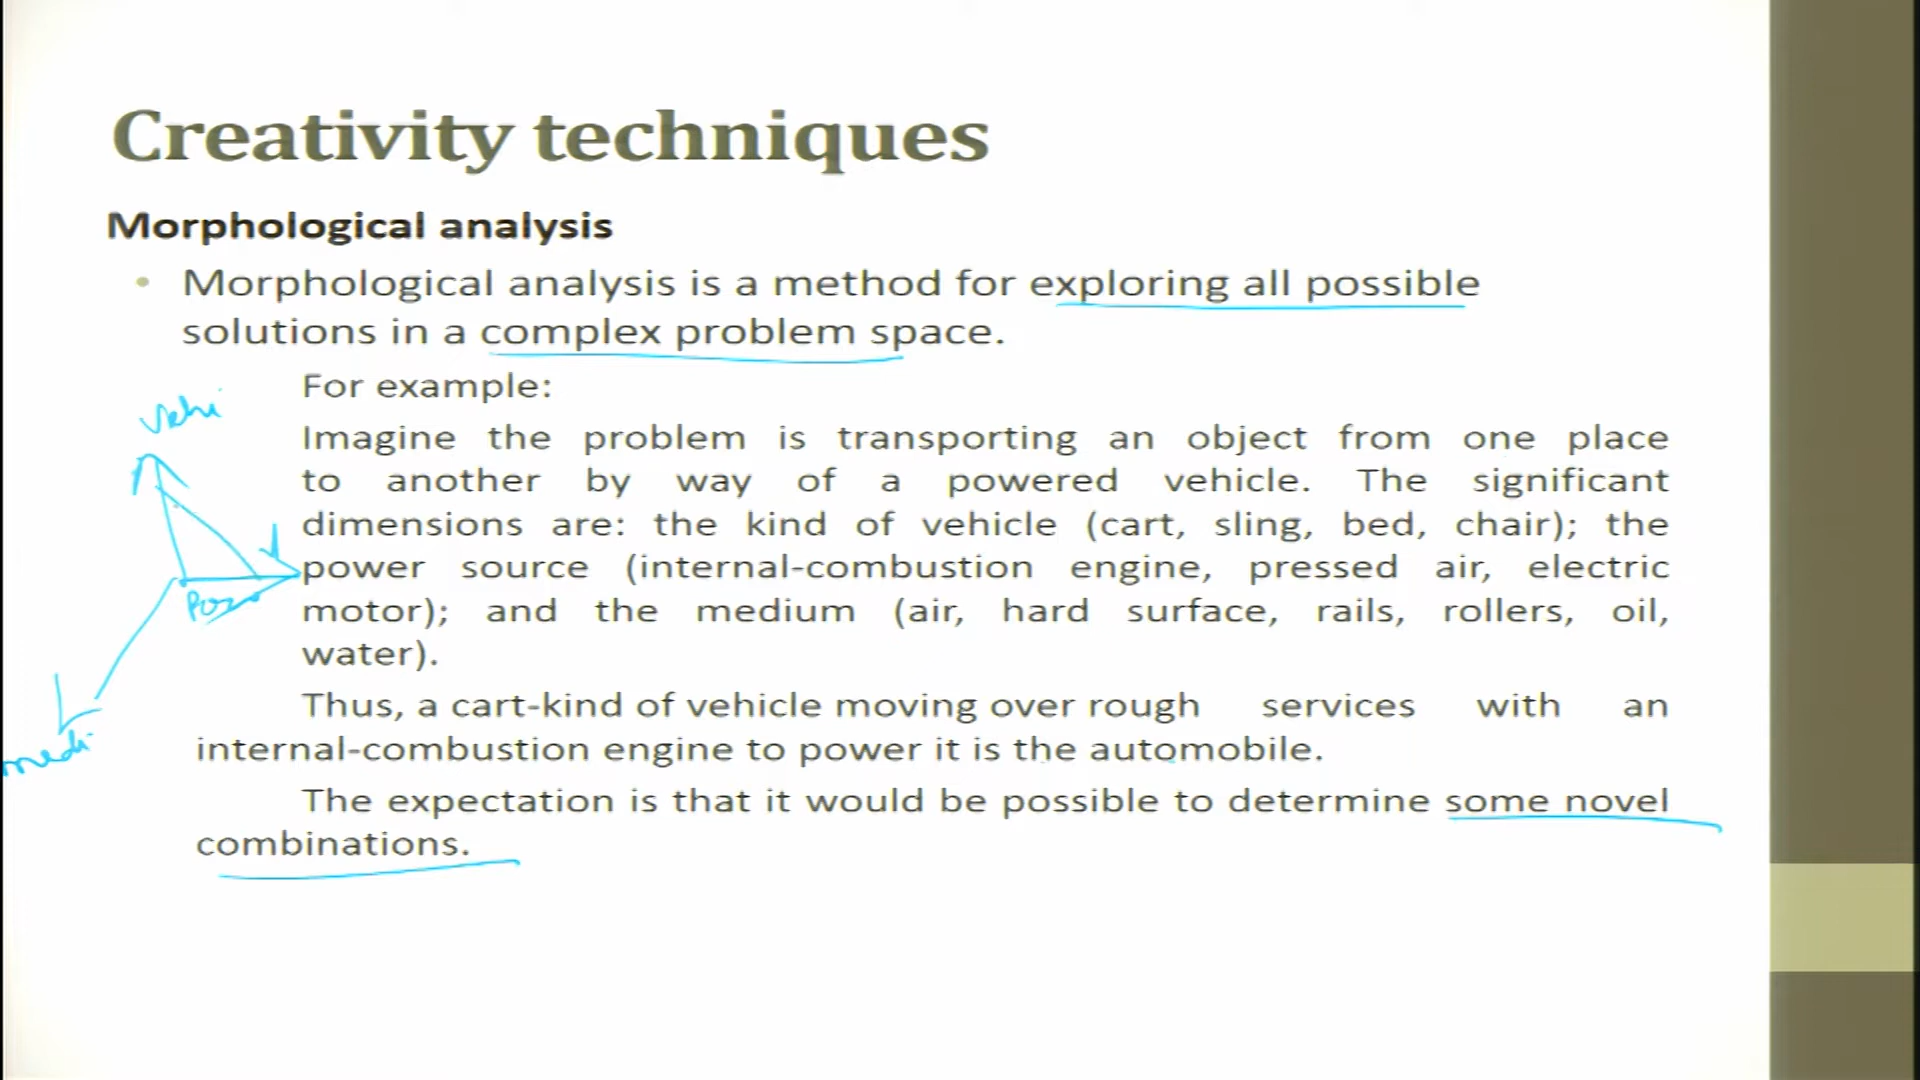 Creativity techniques
Morphological analysis
• Morphological analysis is a method for exploring all possible
solutions in a complex problem space.
For example:
Imagine the problem is transporting an object from one place
to another by way of a powered vehicle. The significant
dimensions are: the kind of vehicle (cart, sling, bed, chair); the
power source (internal-combustion engine, pressed air, electric
motor); and the medium (air, hard surface, rails, rollers, oil,
water).
Thus, a cart-kind of vehicle moving over rough services with an
internal-combustion engine to power it is the automobile.
The expectation is that it would be possible to determine some novel
combinations.
Vehi
medi